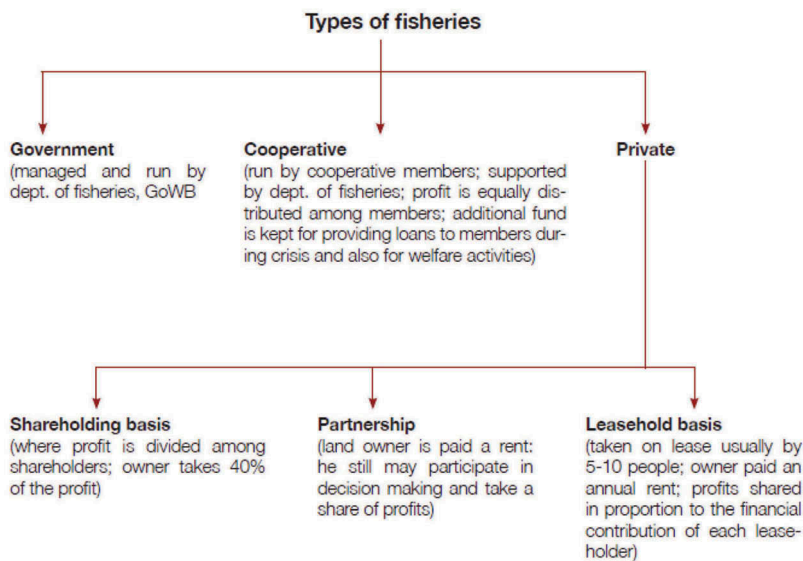 Types of fisheries
Government
(managed and run by
dept. of fisheries, GoWB
Cooperative
(run by cooperative members; supported
by dept. of fisheries; profit is equally dis-
tributed among members; additional fund
is kept for providing loans to members dur-
ing crisis and also for welfare activities)
Private
Shareholding basis
(where profit is divided among
shareholders; owner takes 40%
of the profit)
Partnership
(land owner is paid a rent:
he still may participate in
decision making and take a
share of profits)
Leasehold basis
(taken on lease usually by
5-10 people; owner paid an
annual rent; profits shared
in proportion to the financial
contribution of each lease-
holder)